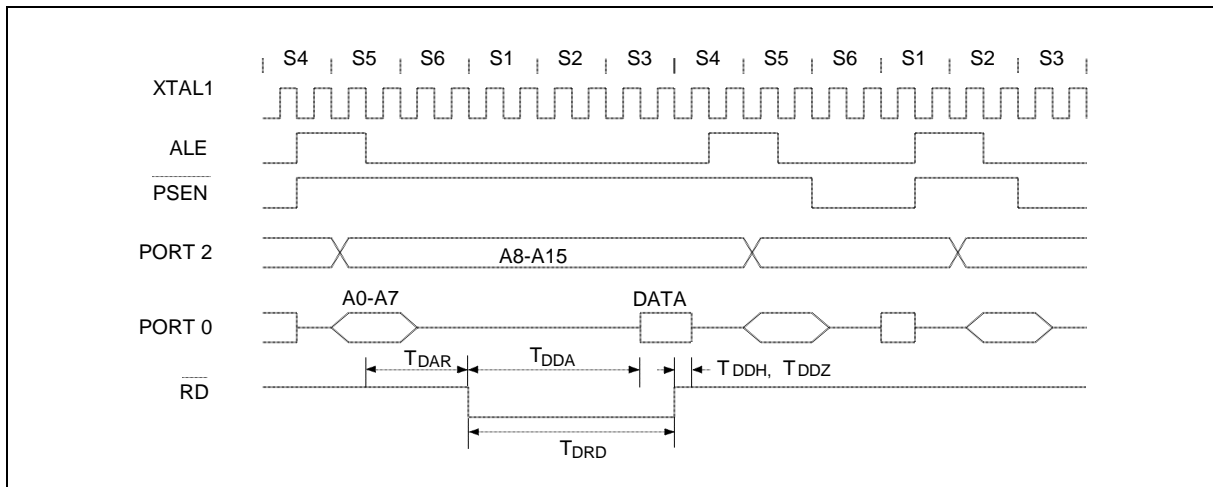 S4 S5 S6 S1 S2 S3 S4 S5 S6 S1 S2 S3
XTAL1
ALE
PSEN
PORT 2
A8-A15
A0-A7
DATA
PORT 0
TDAR
TDDA
TDDH, TDDZ
RD
TDRD